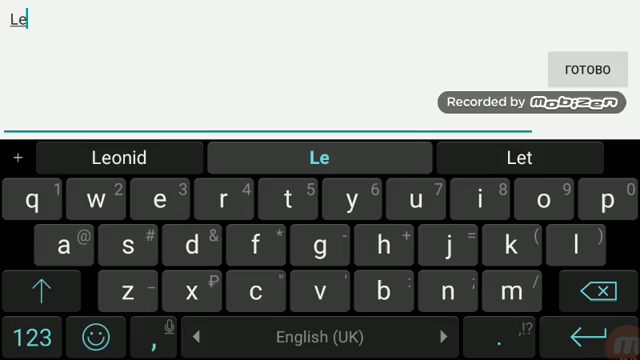 Le
ГОТОВО
Recorded by mobizen
+ Leonid Le Let
q 1 w 2 e 3 r 4 t 5 y 6 u 7 i 8 o 9 p 0
a @ s # d & f * g - h + j = k ( l )
z _ x ₽ c " v ' b : n ; m /
123 , English (UK) . ,!?